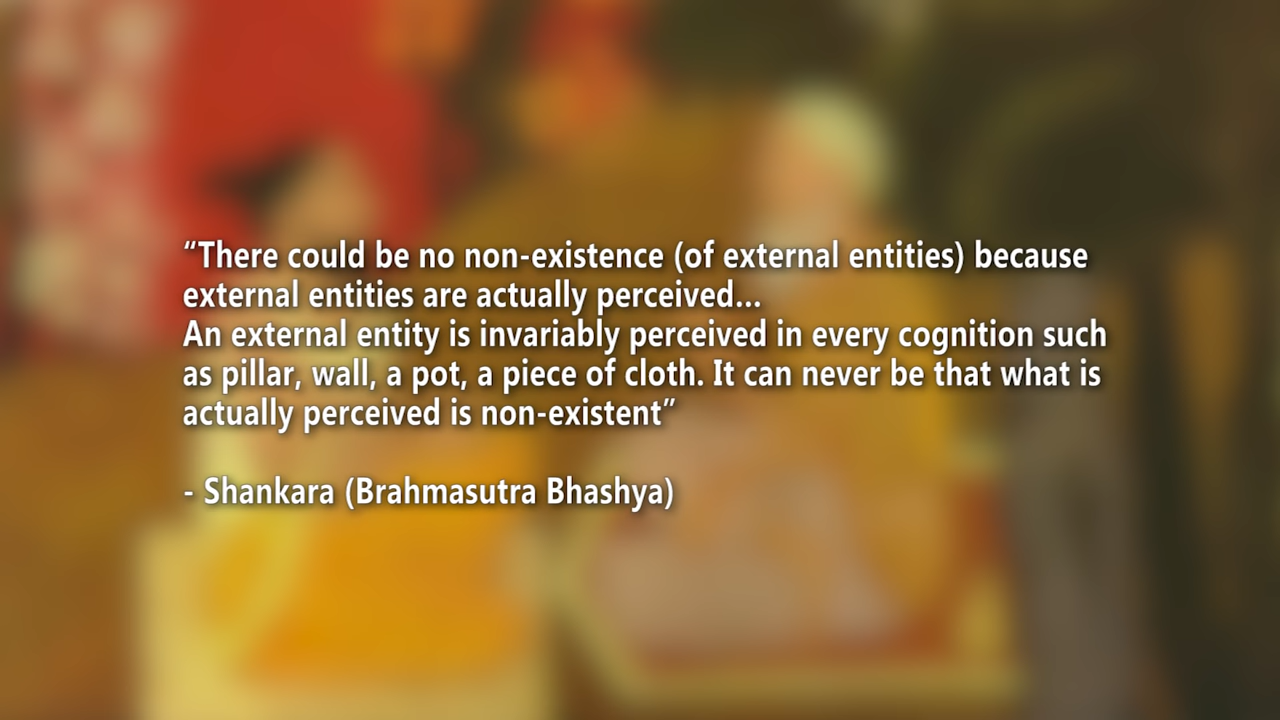 “There could be no non-existence (of external entities) because
external entities are actually perceived...
An external entity is invariably perceived in every cognition such
as pillar, wall, a pot, a piece of cloth. It can never be that what is
actually perceived is non-existent”
- Shankara (Brahmasutra Bhashya)